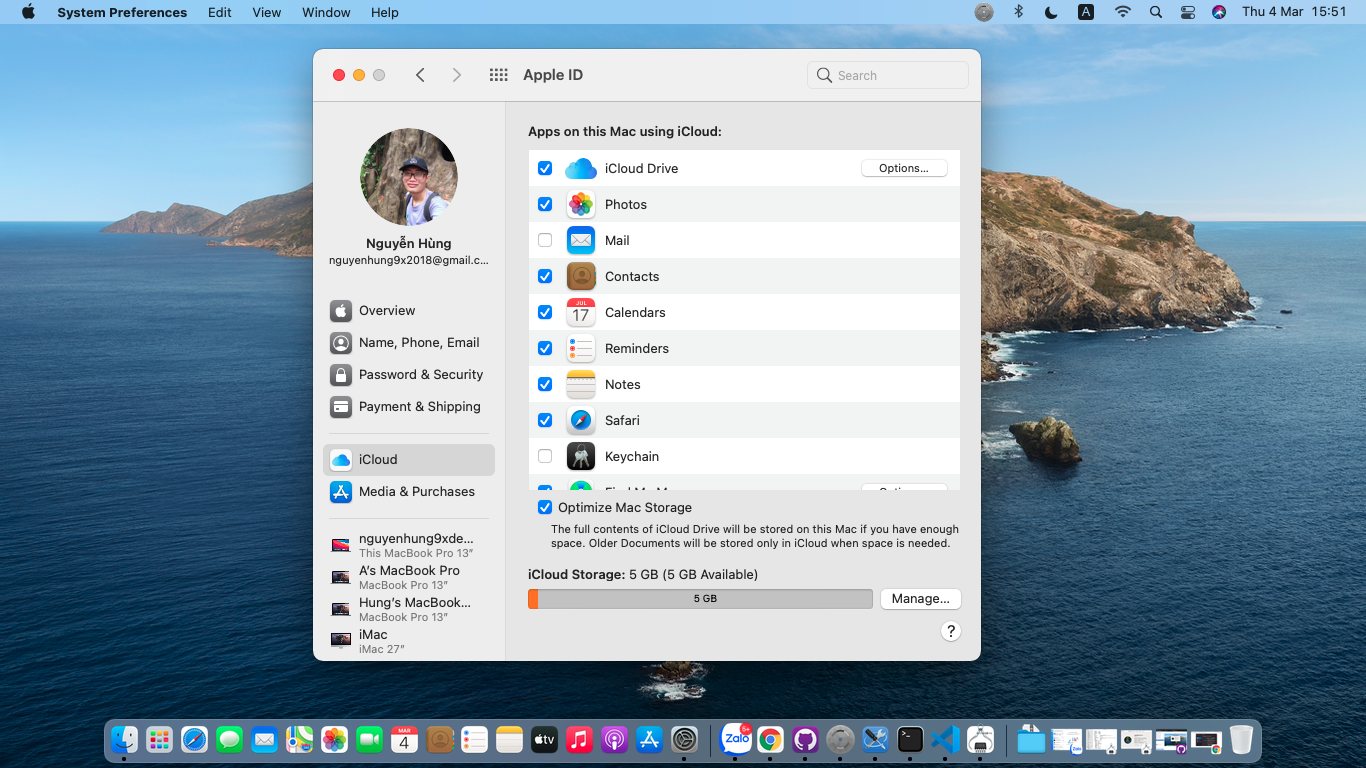 System Preferences Edit View Window Help
A
Thu 4 Mar 15:51
Apple ID
Search
Nguyễn Hùng
nguyenhung9x2018@gmail.c...
Overview
Name, Phone, Email
Password & Security
Payment & Shipping
iCloud
Media & Purchases
nguyenhung9xde...
This MacBook Pro 13″
A's MacBook Pro
MacBook Pro 13″
Hung's MacBook...
MacBook Pro 13″
iMac
iMac 27″
Apps on this Mac using iCloud:
iCloud Drive Options...
Photos
Mail
Contacts
JUL
17
Calendars
Reminders
Notes
Safari
Keychain
Optimize Mac Storage
The full contents of iCloud Drive will be stored on this Mac if you have enough
space. Older Documents will be stored only in iCloud when space is needed.
iCloud Storage: 5 GB (5 GB Available)
5 GB
Manage...
?
MAR
4
tv
Zalo
5+